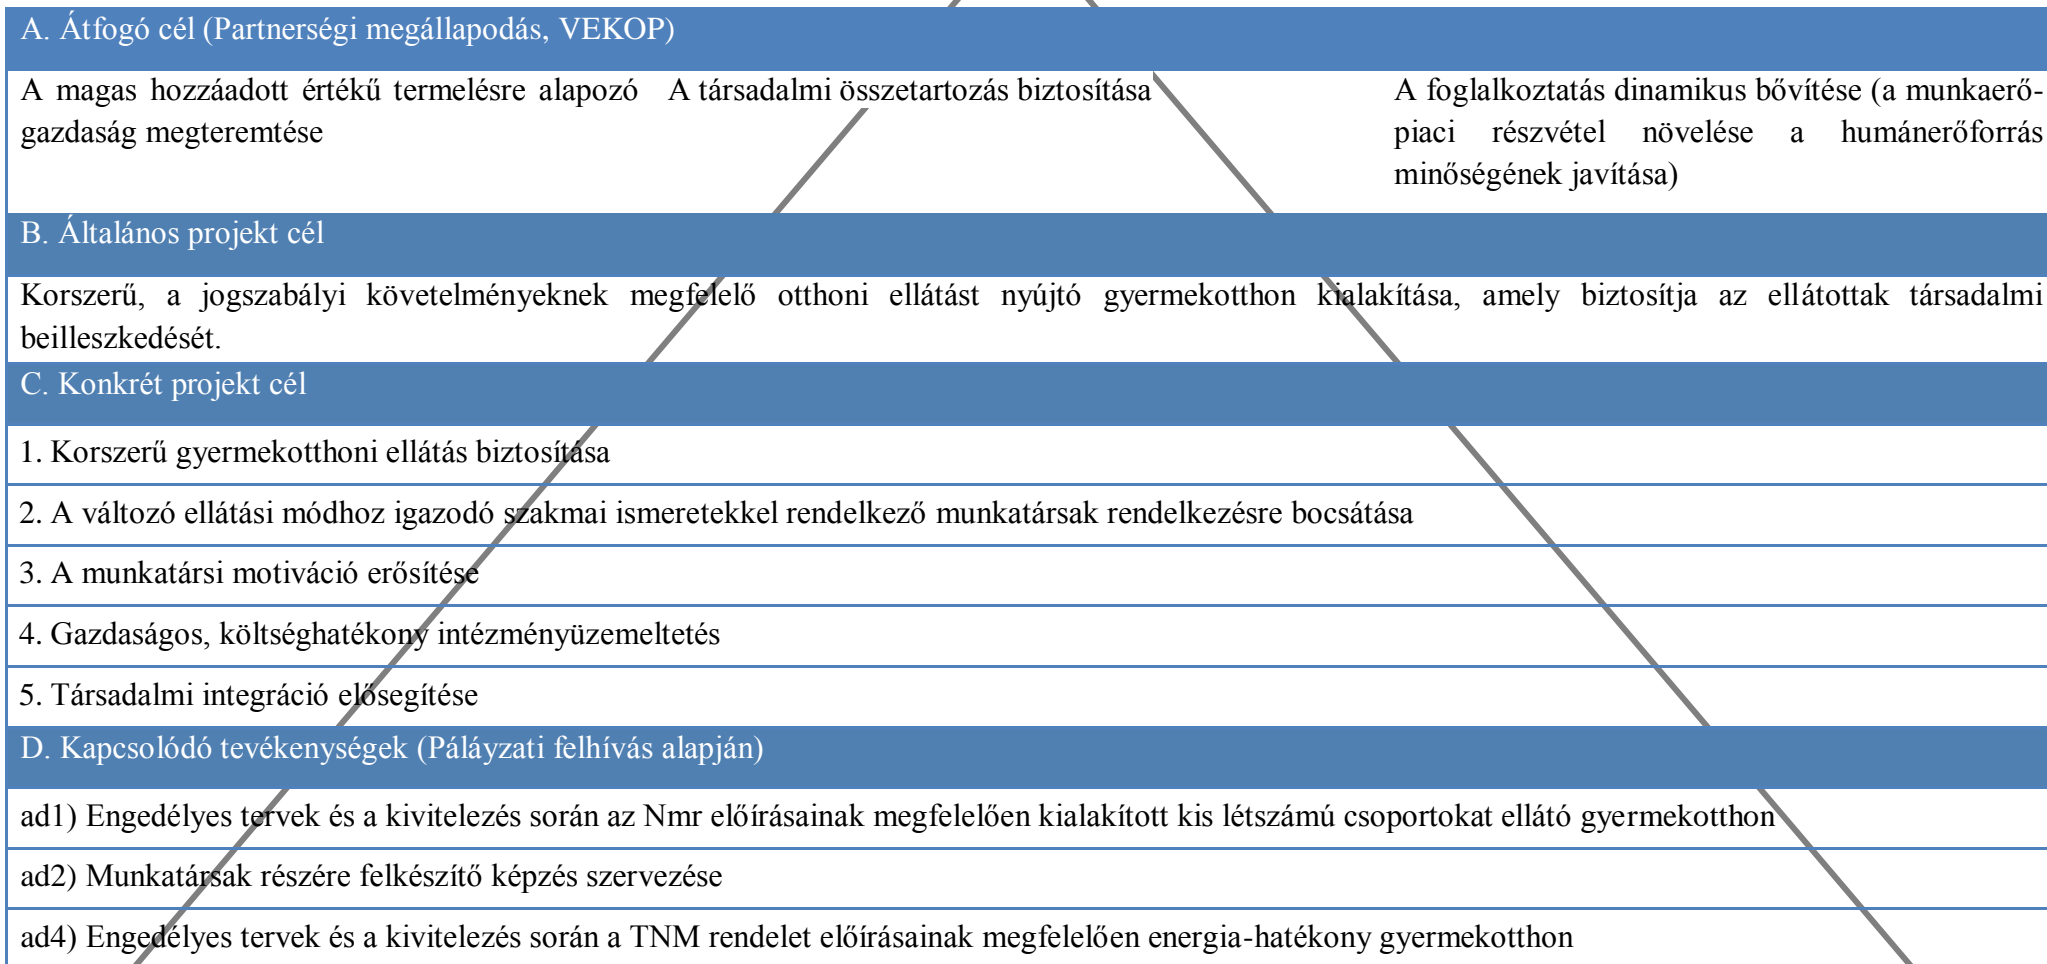 A. Átfogó cél (Partnerségi megállapodás, VEKOP)
A magas hozzáadott értékű termelésre alapozó
gazdaság megteremtése
A társadalmi összetartozás biztosítása
A foglalkoztatás dinamikus bővítése (a munkaerő-
piaci részvétel növelése a humánerőforrás
minőségének javítása)
B. Általános projekt cél
Korszerű, a jogszabályi követelményeknek megfelelő otthoni ellátást nyújtó gyermekotthon kialakítása, amely biztosítja az ellátottak társadalmi
beilleszkedését.
C. Konkrét projekt cél
1. Korszerű gyermekotthoni ellátás biztosítása
2. A változó ellátási módhoz igazodó szakmai ismeretekkel rendelkező munkatársak rendelkezésre bocsátása
3. A munkatársi motiváció erősítése
4. Gazdaságos, költséghatékony intézményüzemeltetés
5. Társadalmi integráció elősegítése
D. Kapcsolódó tevékenységek (Páláyzati felhívás alapján)
ad1) Engedélyes tervek és a kivitelezés során az Nmr előírásainak megfelelően kialakított kis létszámú csoportokat ellátó gyermekotthon
ad2) Munkatársak részére felkészítő képzés szervezése
ad4) Engedélyes tervek és a kivitelezés során a TNM rendelet előírásainak megfelelően energia-hatékony gyermekotthon